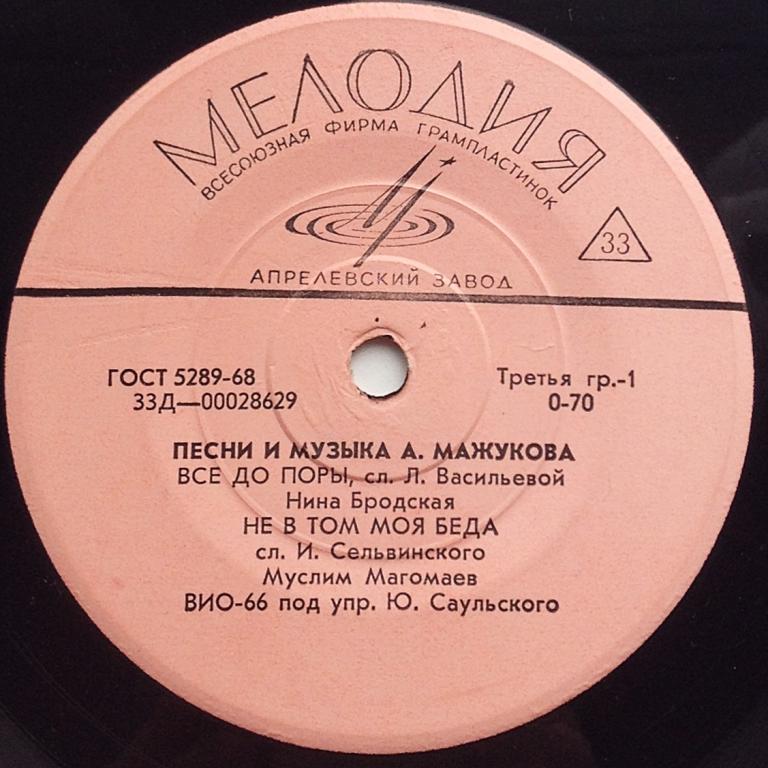 МЕЛОДИЯ
ВСЕСОЮЗНАЯ ФИРМА ГРАМПЛАСТИНОК
33
АПРЕЛЕВСКИЙ ЗАВОД
ГОСТ 5289-68
33Д—00028629
Третья гр.-1
0-70
ПЕСНИ И МУЗЫКА А. МАЖУКОВА
ВСЕ ДО ПОРЫ, сл. Л. Васильевой
Нина Бродская
НЕ В ТОМ МОЯ БЕДА
сл. И. Сельвинского
Муслим Магомаев
ВИО-66 под упр. Ю. Саульского